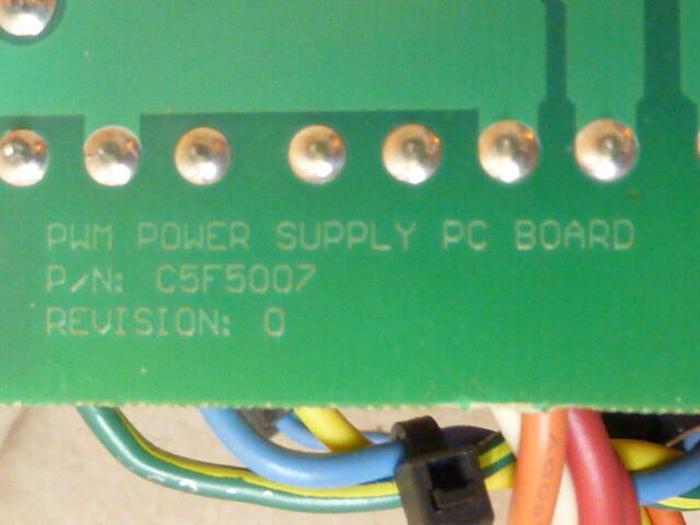 PWM POWER SUPPLY PC BOARD
P/N: C5F5007
REVISION: 0